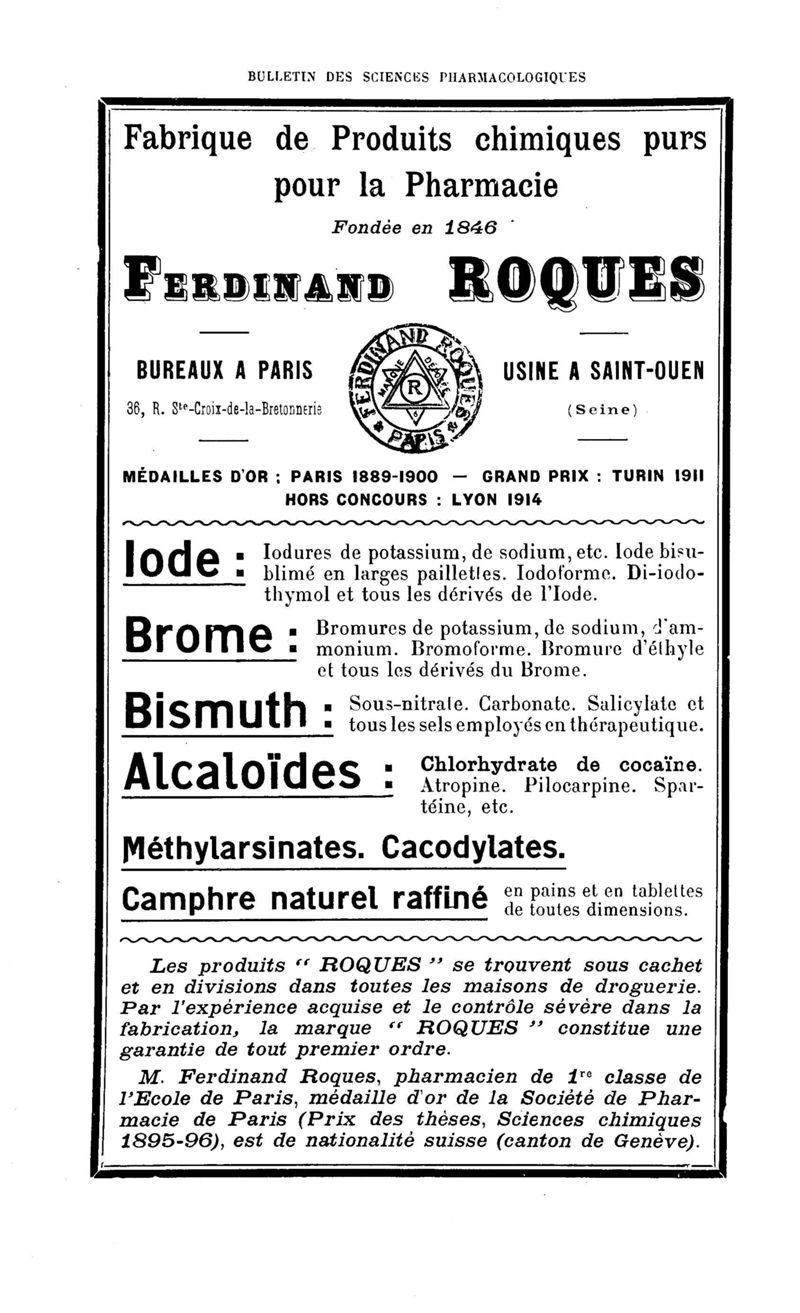 BULLETIN DES SCIENCES PHARMACOLOGIQUES
Fabrique de Produits chimiques purs
pour la Pharmacie
Fondée en 1846
FERDINAND ROQUES
BUREAUX A PARIS
36, R. Ste-Croix-de-la-Bretonnerie
FERDINAND ROQUES
MARQUE DÉPOSÉE
R
PARIS
USINE A SAINT-OUEN
(Seine)
MÉDAILLES D'OR : PARIS 1889-1900 — GRAND PRIX : TURIN 1911
HORS CONCOURS : LYON 1914
Iode : Iodures de potassium, de sodium, etc. Iode bisu-
blimé en larges paillettes. Iodoforme. Di-iodo-
thymol et tous les dérivés de l'Iode.
Brome : Bromures de potassium, de sodium, d'am-
monium. Bromoforme. Bromure d'éthyle
et tous les dérivés du Brome.
Bismuth : Sous-nitrate. Carbonate. Salicylate et
tous les sels employés en thérapeutique.
Alcaloïdes : Chlorhydrate de cocaïne.
Atropine. Pilocarpine. Spar-
téine, etc.
Méthylarsinates. Cacodylates.
Camphre naturel raffiné en pains et en tablettes
de toutes dimensions.
Les produits “ ROQUES ” se trouvent sous cachet
et en divisions dans toutes les maisons de droguerie.
Par l'expérience acquise et le contrôle sévère dans la
fabrication, la marque “ ROQUES ” constitue une
garantie de tout premier ordre.
M. Ferdinand Roques, pharmacien de 1re classe de
l'Ecole de Paris, médaille d'or de la Société de Phar-
macie de Paris (Prix des thèses, Sciences chimiques
1895-96), est de nationalité suisse (canton de Genève).